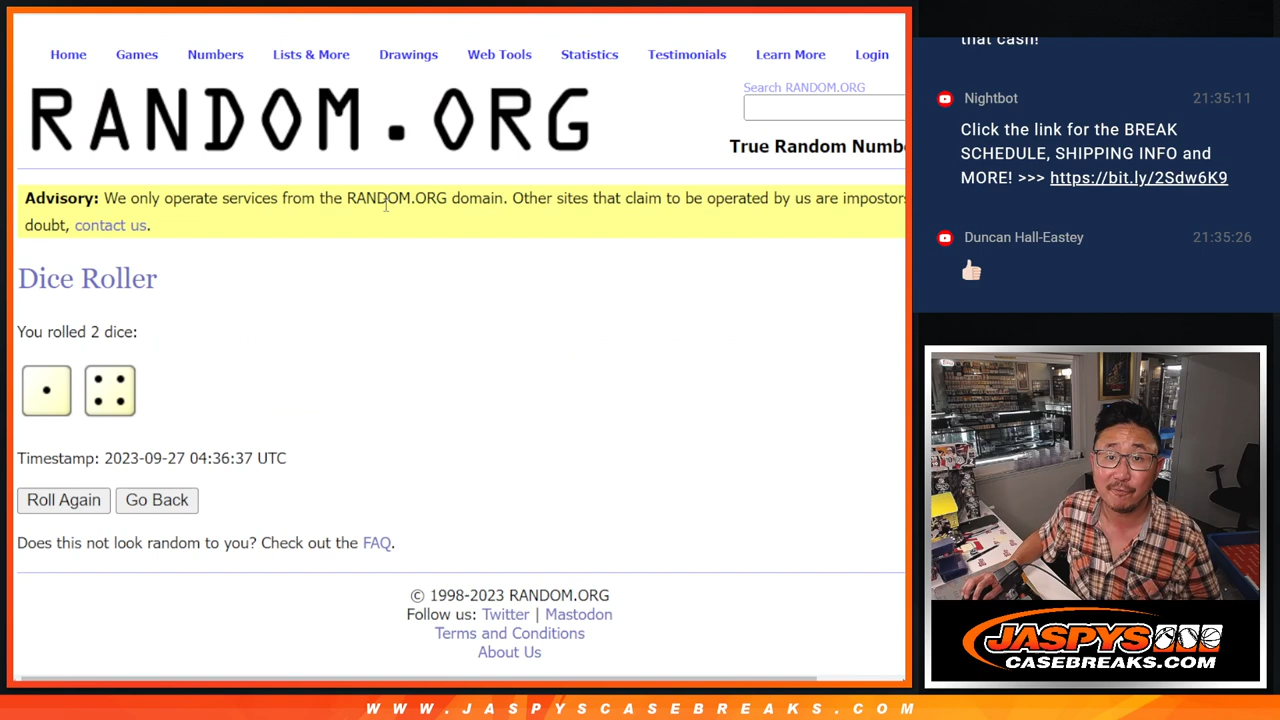 Home Games Numbers Lists & More Drawings Web Tools Statistics Testimonials Learn More Login
RANDOM.ORG
Search RANDOM.ORG
True Random Numbe
Advisory: We only operate services from the RANDOM.ORG domain. Other sites that claim to be operated by us are impostors
doubt, contact us.
Dice Roller
You rolled 2 dice:
Timestamp: 2023-09-27 04:36:37 UTC
Roll Again Go Back
Does this not look random to you? Check out the FAQ.
© 1998-2023 RANDOM.ORG
Follow us: Twitter | Mastodon
Terms and Conditions
About Us
that cash!
Nightbot 21:35:11
Click the link for the BREAK
SCHEDULE, SHIPPING INFO and
MORE! >>> https://bit.ly/2Sdw6K9
Duncan Hall-Eastey 21:35:26
JASPYS
CASEBREAKS.COM
WWW.JASPYSCASEBREAKS.COM